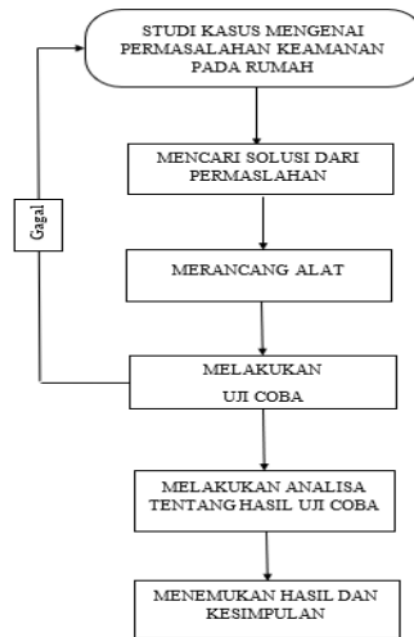 STUDI KASUS MENGENAI
PERMASALAHAN KEAMANAN
PADA RUMAH
MENCARI SOLUSI DARI
PERMASLAHAN
Gagal
MERANCANG ALAT
MELAKUKAN
UJI COBA
MELAKUKAN ANALISA
TENTANG HASIL UJI COBA
MENEMUKAN HASIL DAN
KESIMPULAN